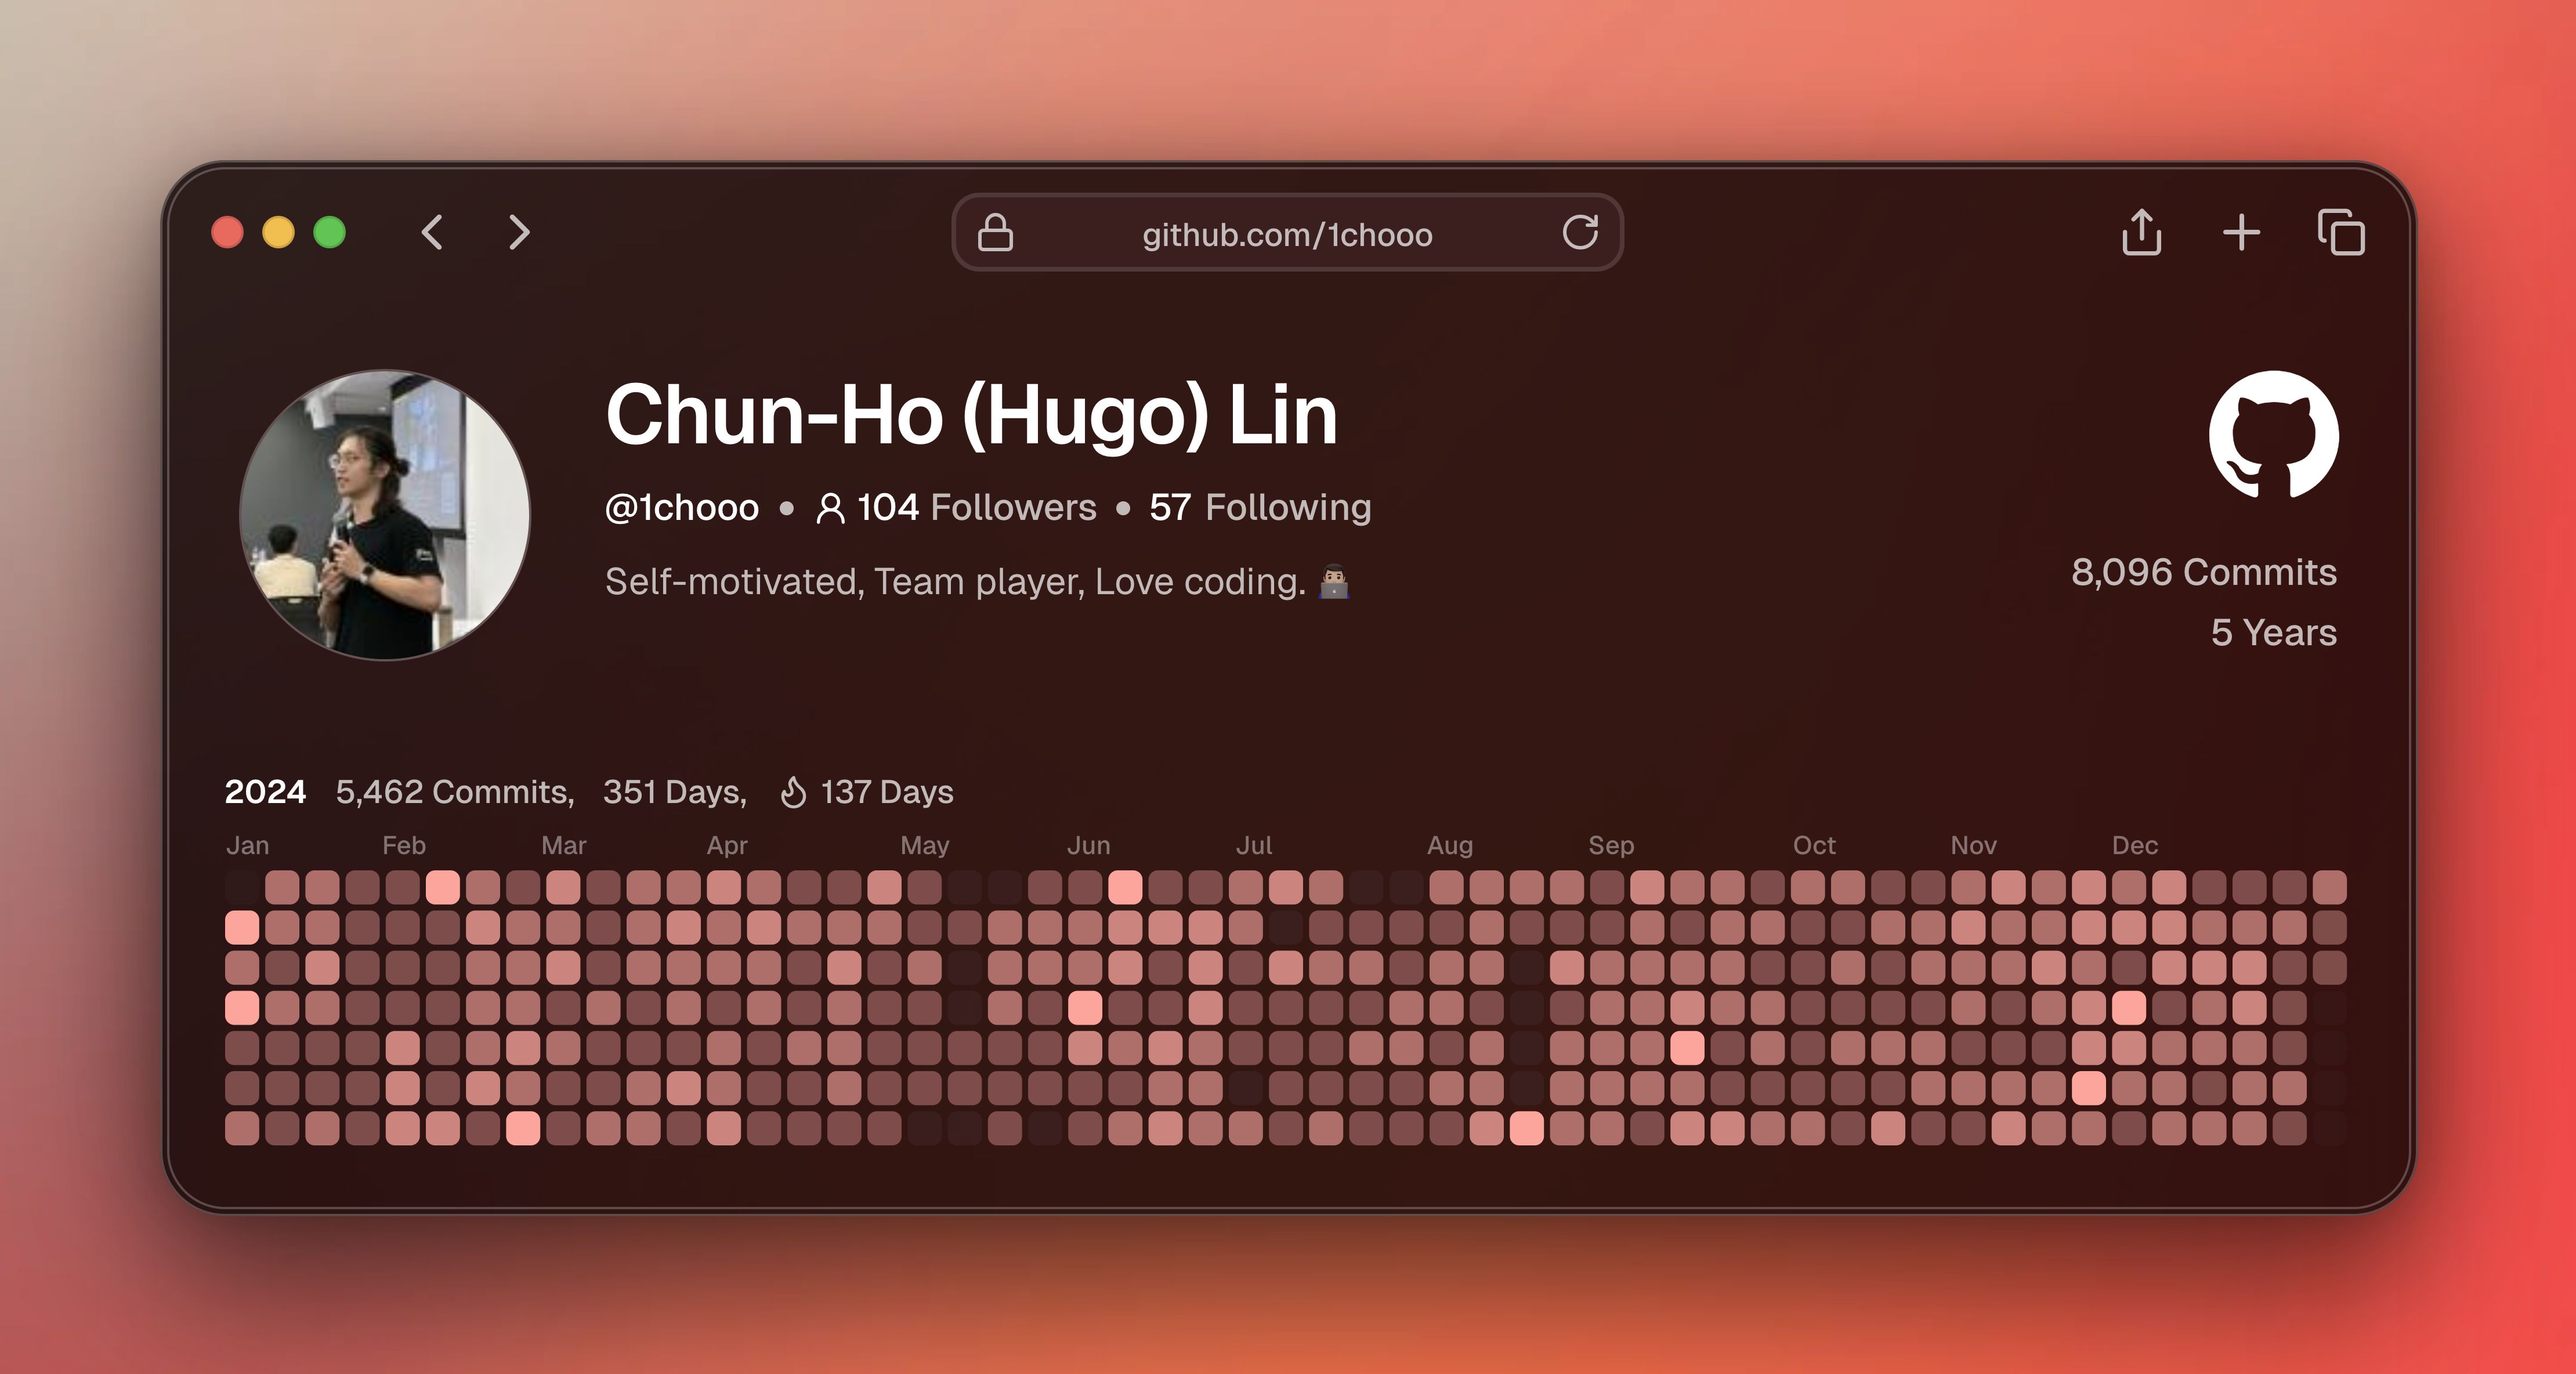 github.com/1chooo
Chun-Ho (Hugo) Lin
@1chooo • 104 Followers • 57 Following
Self-motivated, Team player, Love coding. 👨🏽‍💻
8,096 Commits
5 Years
2024 5,462 Commits, 351 Days, 137 Days
Jan Feb Mar Apr May Jun Jul Aug Sep Oct Nov Dec